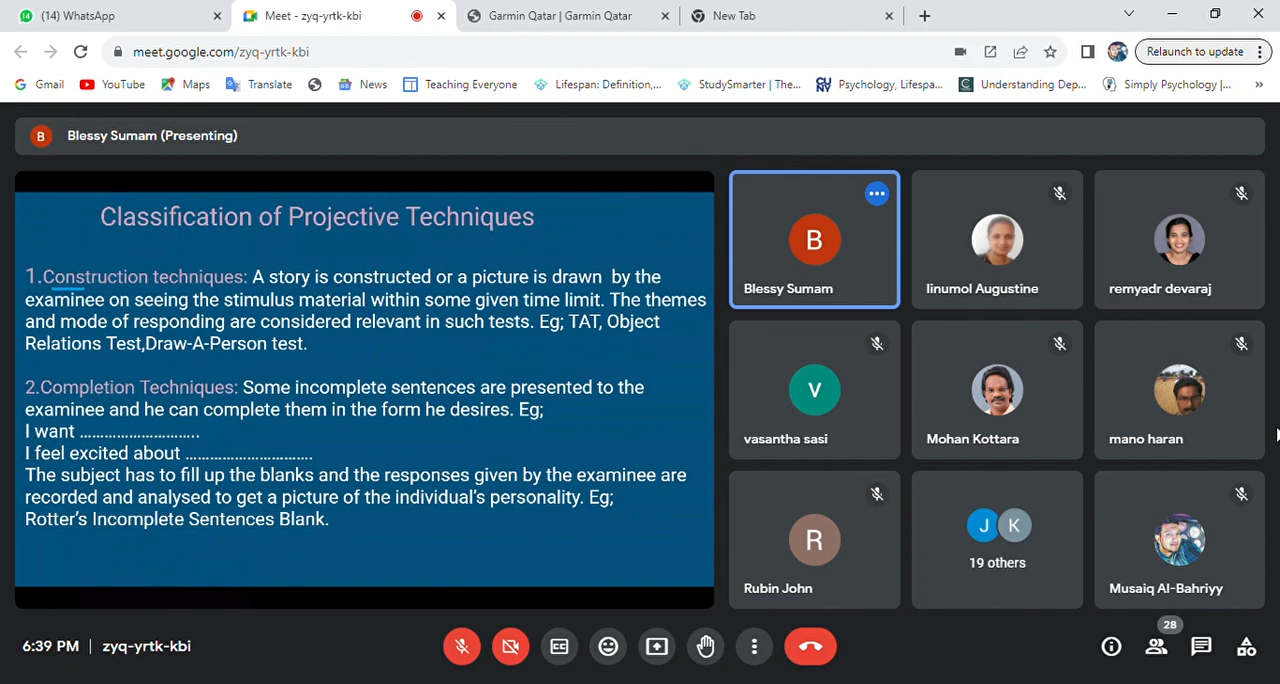 (14) WhatsApp
Meet - zyq-yrtk-kbi
Garmin Qatar | Garmin Qatar
New Tab
meet.google.com/zyq-yrtk-kbi
Relaunch to update
Gmail
YouTube
Maps
Translate
News
Teaching Everyone
Lifespan: Definition,...
StudySmarter | The...
Psychology, Lifespa...
Understanding Dep...
Simply Psychology |...
B
Blessy Sumam (Presenting)
Classification of Projective Techniques
1.Construction techniques: A story is constructed or a picture is drawn by the
examinee on seeing the stimulus material within some given time limit. The themes
and mode of responding are considered relevant in such tests. Eg; TAT, Object
Relations Test,Draw-A-Person test.
2.Completion Techniques: Some incomplete sentences are presented to the
examinee and he can complete them in the form he desires. Eg;
I want ............................
I feel excited about ..............................
The subject has to fill up the blanks and the responses given by the examinee are
recorded and analysed to get a picture of the individual's personality. Eg;
Rotter's Incomplete Sentences Blank.
B
Blessy Sumam
linumol Augustine
remyadr devaraj
V
vasantha sasi
Mohan Kottara
mano haran
R
Rubin John
J K
19 others
Musaiq Al-Bahriyy
6:39 PM | zyq-yrtk-kbi
28